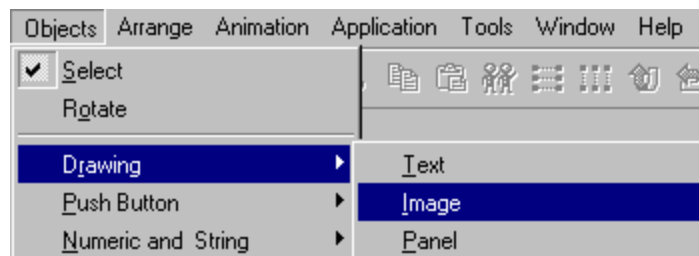 Objects Arrange Animation Application Tools Window Help
Select
Rotate
Drawing
Push Button
Numeric and String
Text
Image
Panel